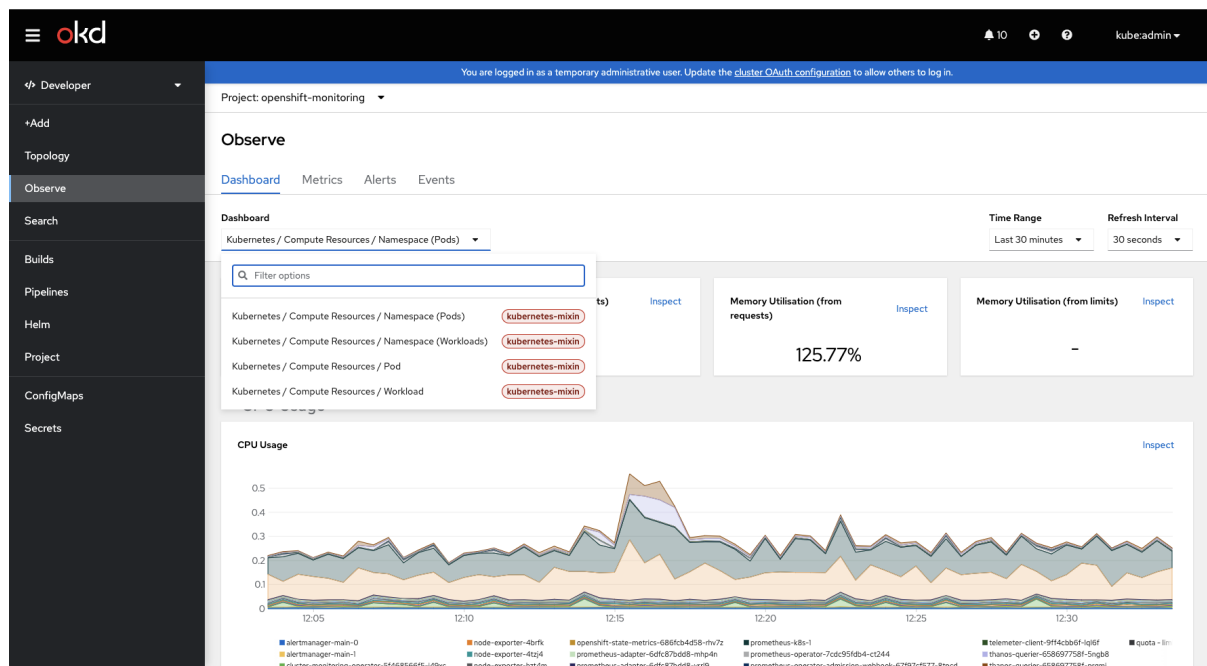 okd
10
kube:admin
You are logged in as a temporary administrative user. Update the cluster OAuth configuration to allow others to log in.
Developer
+Add
Topology
Observe
Search
Builds
Pipelines
Helm
Project
ConfigMaps
Secrets
Project: openshift-monitoring
Observe
Dashboard Metrics Alerts Events
Dashboard
Kubernetes / Compute Resources / Namespace (Pods)
Time Range
Last 30 minutes
Refresh Interval
30 seconds
Filter options
Kubernetes / Compute Resources / Namespace (Pods) kubernetes-mixin
Kubernetes / Compute Resources / Namespace (Workloads) kubernetes-mixin
Kubernetes / Compute Resources / Pod kubernetes-mixin
Kubernetes / Compute Resources / Workload kubernetes-mixin
Inspect
Memory Utilisation (from
requests)
Inspect
125.77%
Memory Utilisation (from limits)
Inspect
-
CPU Usage
Inspect
0.5
0.4
0.3
0.2
0.1
0
12:05 12:10 12:15 12:20 12:25 12:30
alertmanager-main-0 node-exporter-4brfk openshift-state-metrics-686fcb4d58-rhv7z prometheus-k8s-1 telemeter-client-9ff4cbb6f-lql6f
alertmanager-main-1 node-exporter-4tzj4 prometheus-adapter-6dfc87bdd8-mhp4n prometheus-operator-7cdc95fdb4-ct244 thanos-querier-658697758f-5ngb8